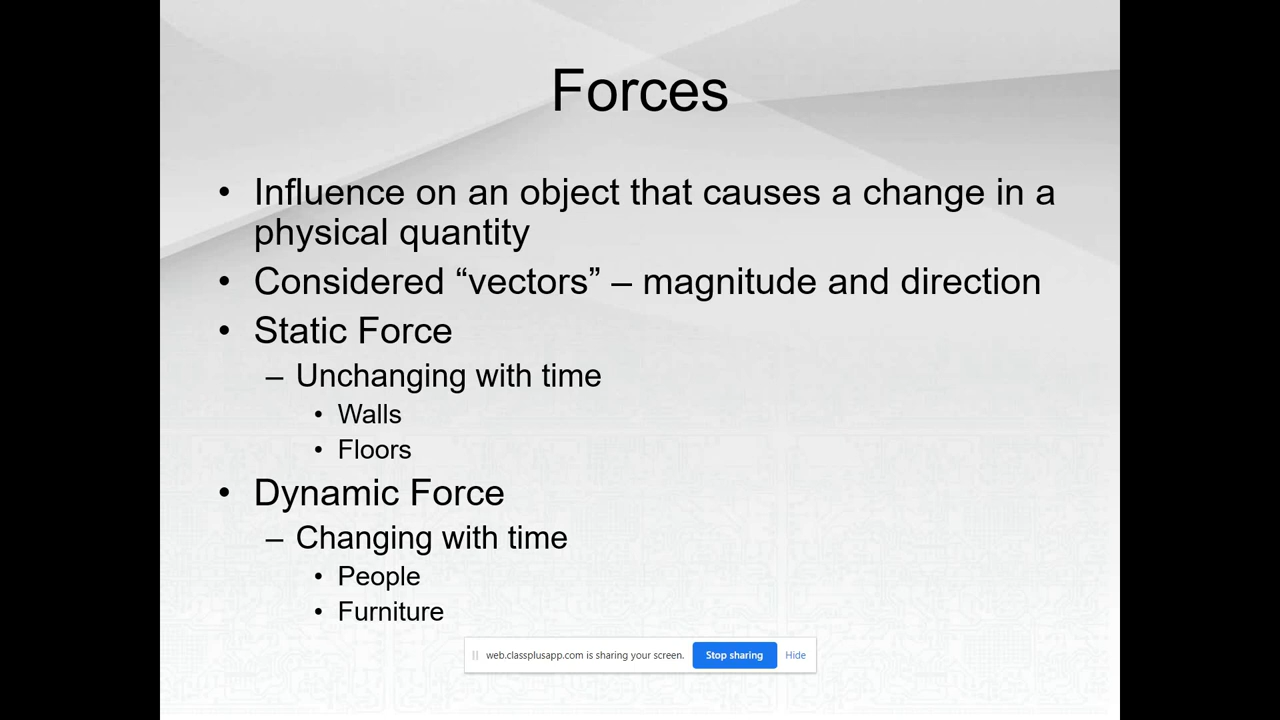 Forces
• Influence on an object that causes a change in a
physical quantity
• Considered “vectors” – magnitude and direction
• Static Force
– Unchanging with time
• Walls
• Floors
• Dynamic Force
– Changing with time
• People
• Furniture
web.classplusapp.com is sharing your screen. Stop sharing Hide